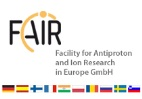 FAIR
Facility for Antiproton
and Ion Research
in Europe GmbH